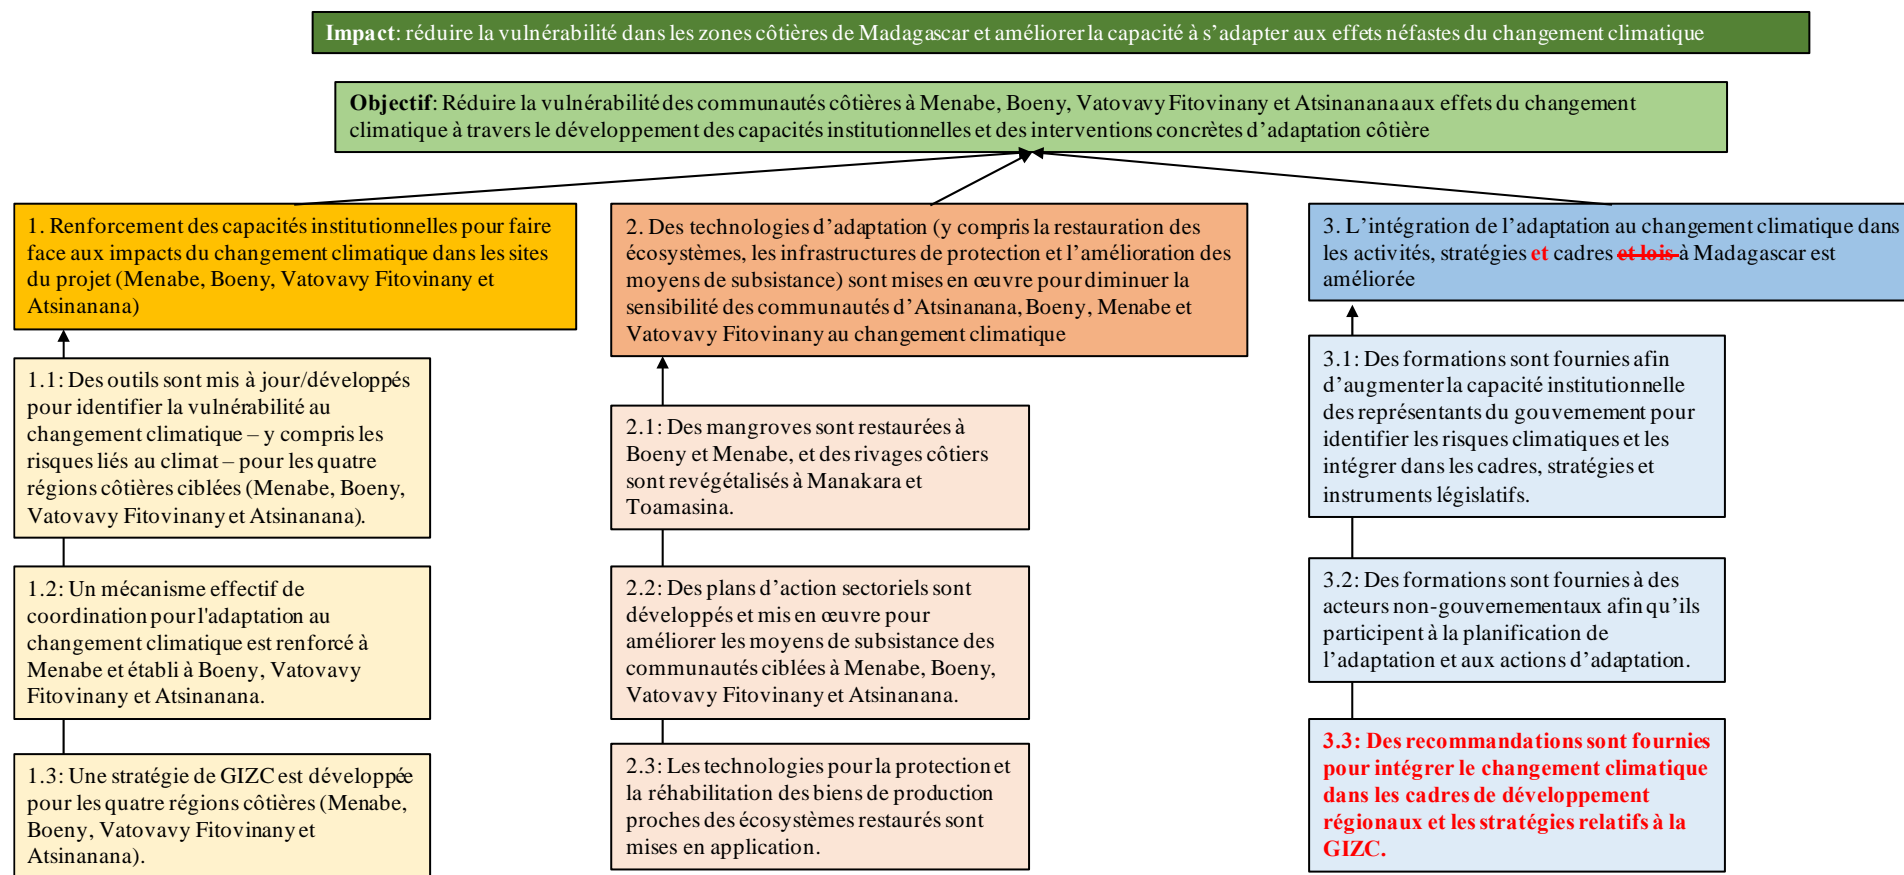 Impact: réduire la vulnérabilité dans les zones côtières de Madagascar et améliorer la capacité à s’adapter aux effets néfastes du changement climatique
Objectif: Réduire la vulnérabilité des communautés côtières à Menabe, Boeny, Vatovavy Fitovinany et Atsinanana aux effets du changement
climatique à travers le développement des capacités institutionnelles et des interventions concrètes d’adaptation côtière
1. Renforcement des capacités institutionnelles pour faire
face aux impacts du changement climatique dans les sites
du projet (Menabe, Boeny, Vatovavy Fitovinany et
Atsinanana)
1.1: Des outils sont mis à jour/développés
pour identifier la vulnérabilité au
changement climatique – y compris les
risques liés au climat – pour les quatre
régions côtières ciblées (Menabe, Boeny,
Vatovavy Fitovinany et Atsinanana).
1.2: Un mécanisme effectif de
coordination pour l'adaptation au
changement climatique est renforcé à
Menabe et établi à Boeny, Vatovavy
Fitovinany et Atsinanana.
1.3: Une stratégie de GIZC est développée
pour les quatre régions côtières (Menabe,
Boeny, Vatovavy Fitovinany et
Atsinanana).
2. Des technologies d’adaptation (y compris la restauration des
écosystèmes, les infrastructures de protection et l’amélioration des
moyens de subsistance) sont mises en œuvre pour diminuer la
sensibilité des communautés d’Atsinanana, Boeny, Menabe et
Vatovavy Fitovinany au changement climatique
2.1: Des mangroves sont restaurées à
Boeny et Menabe, et des rivages côtiers
sont revégétalisés à Manakara et
Toamasina.
2.2: Des plans d’action sectoriels sont
développés et mis en œuvre pour
améliorer les moyens de subsistance des
communautés ciblées à Menabe, Boeny,
Vatovavy Fitovinany et Atsinanana.
2.3: Les technologies pour la protection et
la réhabilitation des biens de production
proches des écosystèmes restaurés sont
mises en application.
3. L’intégration de l’adaptation au changement climatique dans
les activités, stratégies et cadres et lois à Madagascar est
améliorée
3.1: Des formations sont fournies afin
d’augmenter la capacité institutionnelle
des représentants du gouvernement pour
identifier les risques climatiques et les
intégrer dans les cadres, stratégies et
instruments législatifs.
3.2: Des formations sont fournies à des
acteurs non-gouvernementaux afin qu’ils
participent à la planification de
l’adaptation et aux actions d’adaptation.
3.3: Des recommandations sont fournies
pour intégrer le changement climatique
dans les cadres de développement
régionaux et les stratégies relatifs à la
GIZC.